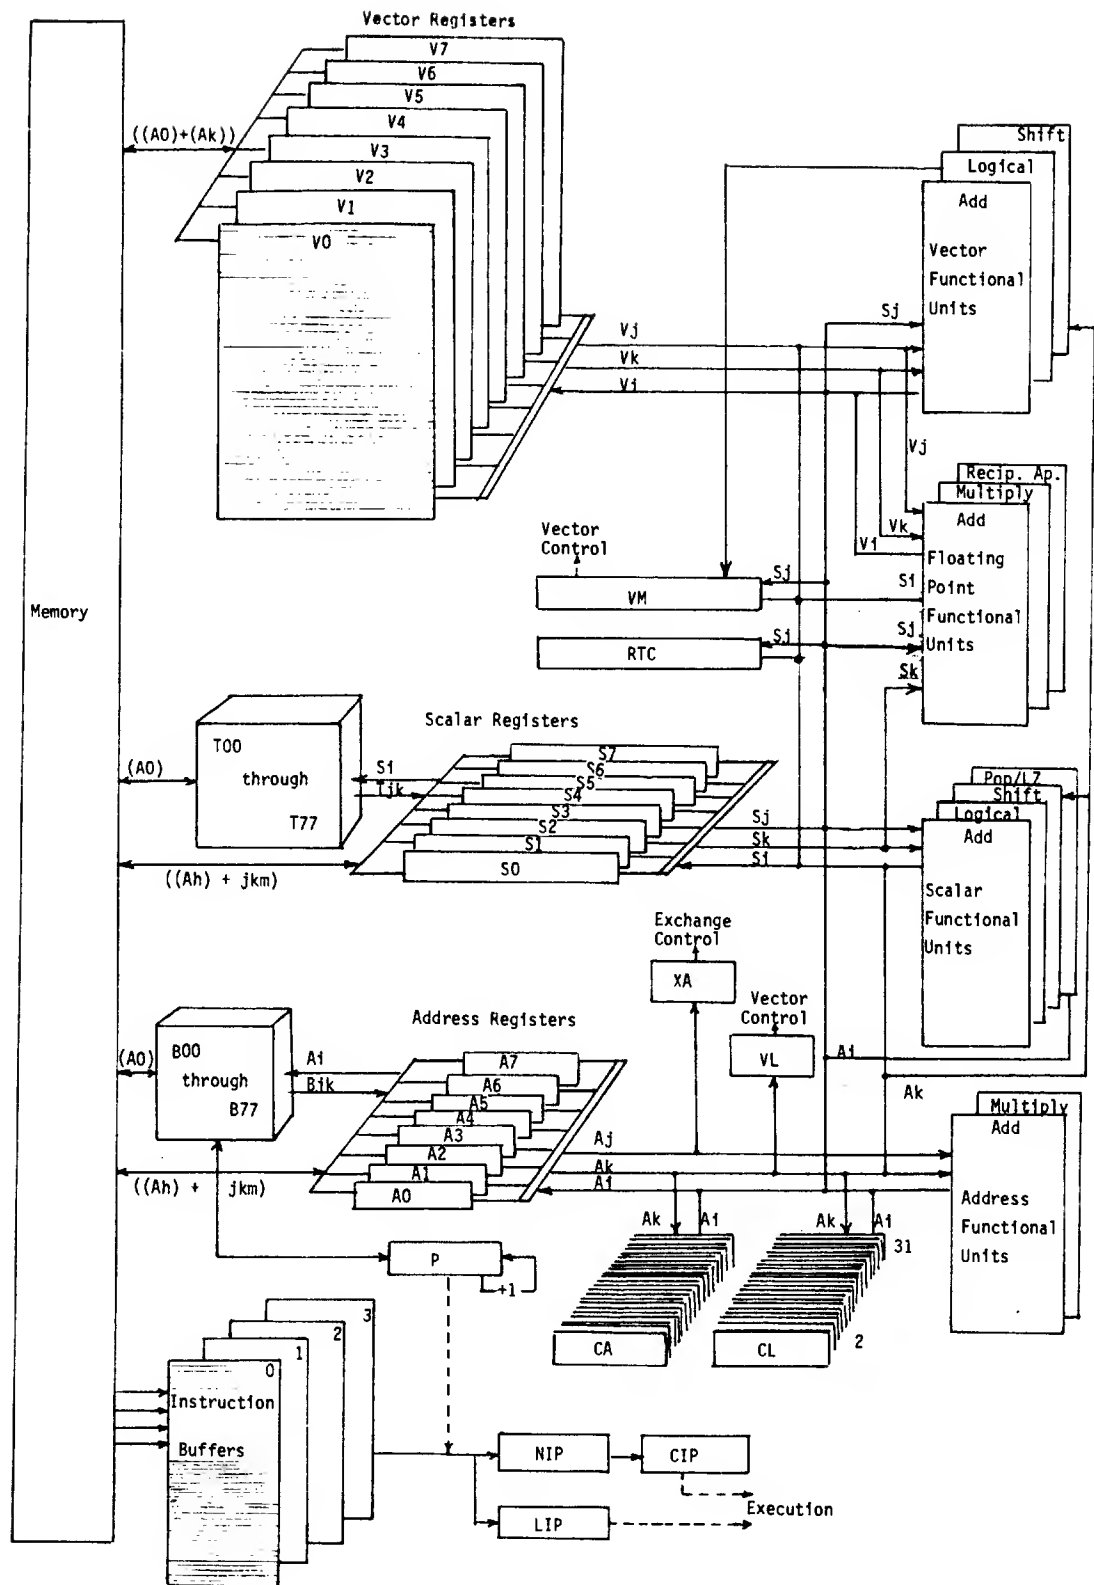 Vector Registers
V7
V6
V5
V4
V3
V2
V1
V0
((A0)+(Ak))
Shift
Logical
Add
Vector
Functional
Units
Sj
Vj
Vk
Vi
Vj
Recip. Ap.
Multiply
Add
Vk
Vi
Floating
Point
Functional
Units
Si
Sj
Sk
Vector
Control
VM
Sj
RTC
Sj
Memory
Scalar Registers
T00
through
T77
(A0)
Si
Tjk
S7
S6
S5
S4
S3
S2
S1
S0
((Ah) + jkm)
Sj
Sk
Si
Pop/LZ
Shift
Logical
Add
Scalar
Functional
Units
Exchange
Control
XA
Vector
Control
VL
Address Registers
B00
through
B77
(A0)
Ai
Bjk
A7
A6
A5
A4
A3
A2
A1
A0
((Ah) + jkm)
Ai
Ak
Aj
Ak
Ai
Multiply
Add
Address
Functional
Units
Ak
Ai
Ak
Ai
31
2
CA
CL
P
+1
3
2
1
0
Instruction
Buffers
NIP
CIP
LIP
Execution